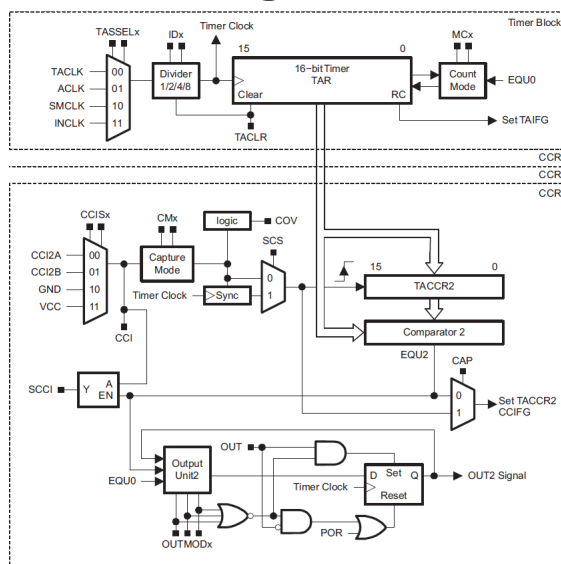 Timer Block
TASSELx
IDx
Timer Clock
15
0
MCx
TACLK
00
ACLK
01
SMCLK
10
INCLK
11
Divider
1/2/4/8
16-bit Timer
TAR
Clear
RC
Count
Mode
EQU0
TACLR
Set TAIFG
CCR
CCR
CCR
CCISx
CMx
logic
COV
SCS
CCI2A
00
CCI2B
01
GND
10
VCC
11
Capture
Mode
Timer Clock
Sync
0
1
15
0
TACCR2
CCI
Comparator 2
EQU2
CAP
SCCI
Y
A
EN
0
1
Set TACCR2
CCIFG
OUT
Output
Unit2
EQU0
Timer Clock
D
Set
Q
Reset
OUT2 Signal
POR
OUTMODx